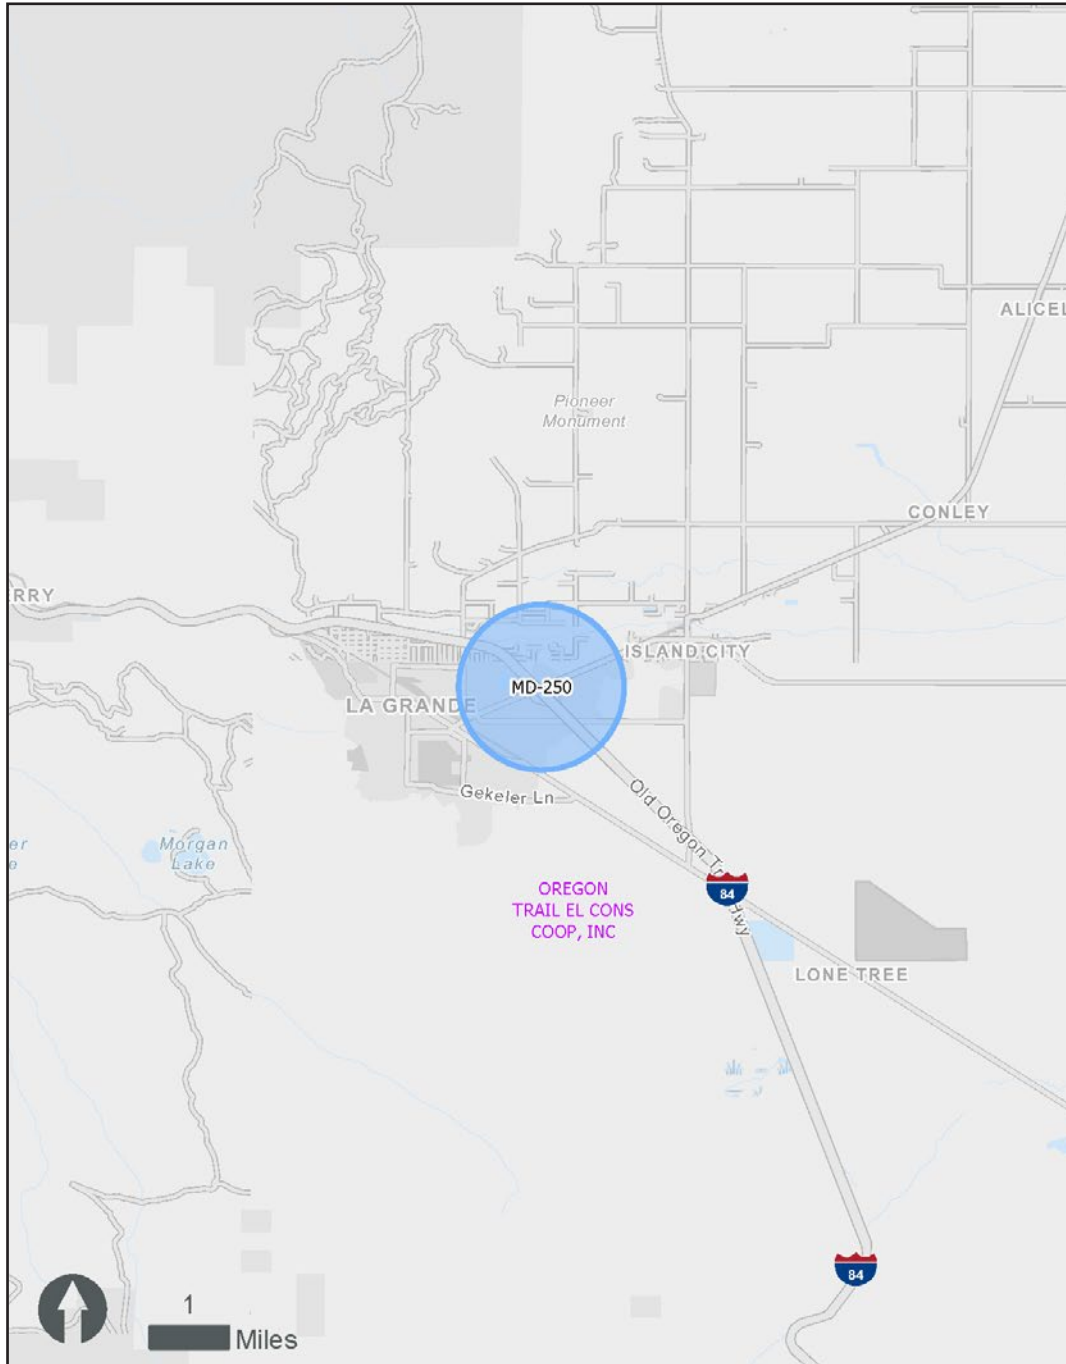 ALICEL
Pioneer
Monument
CONLEY
RRY
ISLAND CITY
MD-250
LA GRANDE
Gekeler Ln
Old Oregon Tr Hwy
er
e
Morgan
Lake
84
OREGON
TRAIL EL CONS
COOP, INC
LONE TREE
84
1
Miles